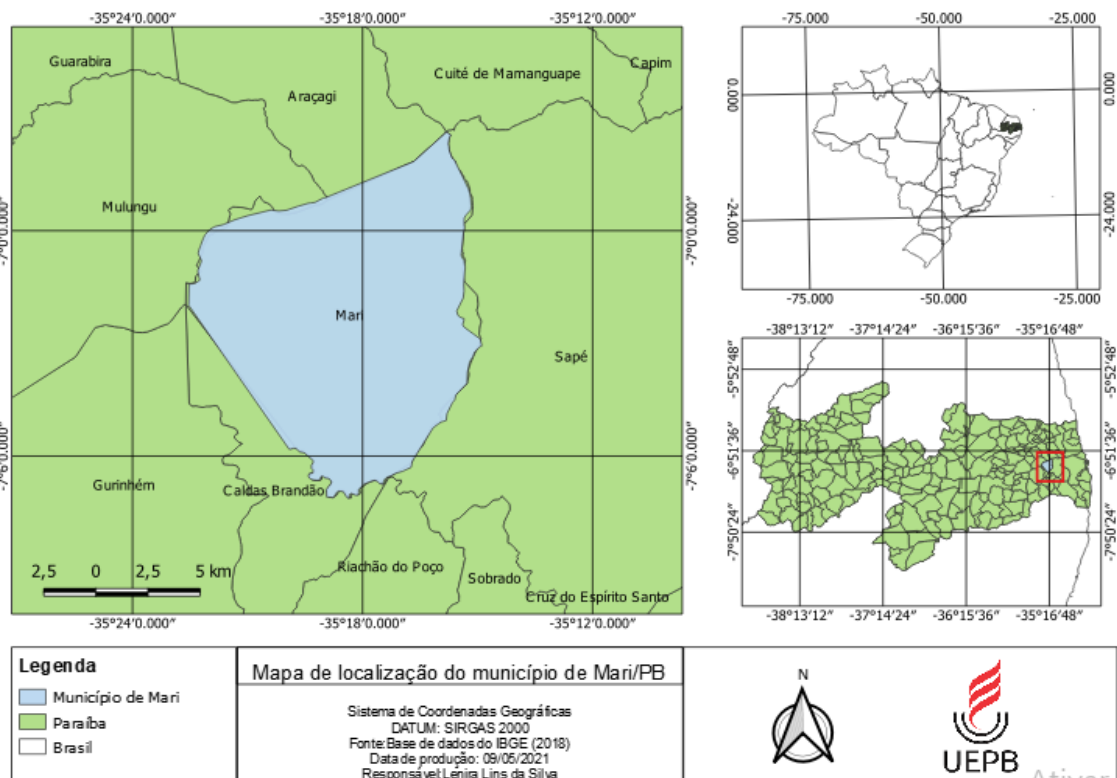 -35°24'0.000" -35°18'0.000" -35°12'0.000"
Guarabira
Capim
Cuité de Mamanguape
Araçagi
Mulungu
-7°0'0.000" -7°0'0.000"
Mari
Sapé
-7°6'0.000" -7°6'0.000"
Gurinhém
Caldas Brandão
Riachão do Poço
Sobrado
Cruz do Espírito Santo
2,5 0 2,5 5 km
-35°24'0.000" -35°18'0.000" -35°12'0.000"
-75.000 -50.000 -25.000
0.000 0.000
-24.000 -24.000
-75.000 -50.000 -25.000
-38°13'12" -37°14'24" -36°15'36" -35°16'48"
-5°52'48" -5°52'48"
-6°51'36" -6°51'36"
-7°50'24" -7°50'24"
-38°13'12" -37°14'24" -36°15'36" -35°16'48"
Legenda
Município de Mari
Paraíba
Brasil
Mapa de localização do município de Mari/PB
Sistema de Coordenadas Geográficas
DATUM: SIRGAS 2000
Fonte:Base de dados do IBGE (2018)
Data de produção: 09/05/2021
Responsável:Lenira Lins da Silva
N
UEPB
Ativar